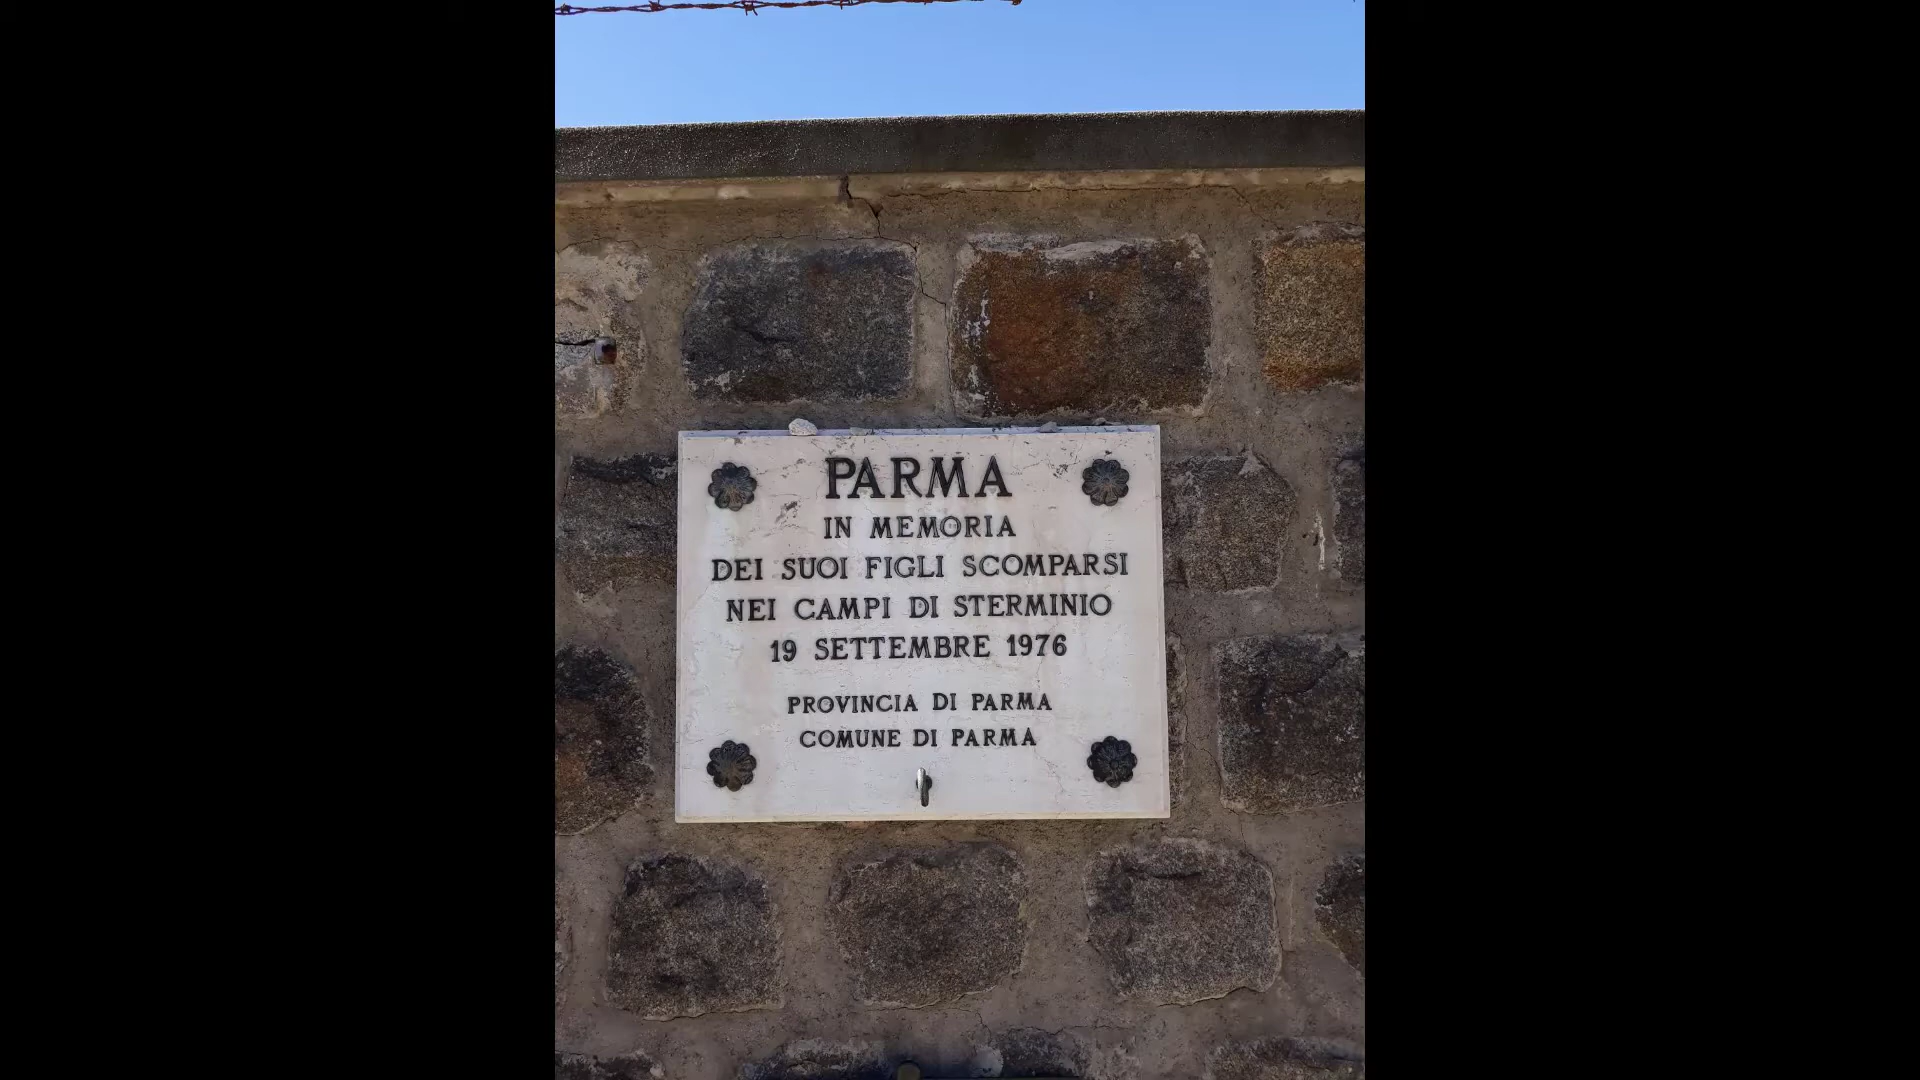 PARMA
IN MEMORIA
DEI SUOI FIGLI SCOMPARSI
NEI CAMPI DI STERMINIO
19 SETTEMBRE 1976
PROVINCIA DI PARMA
COMUNE DI PARMA